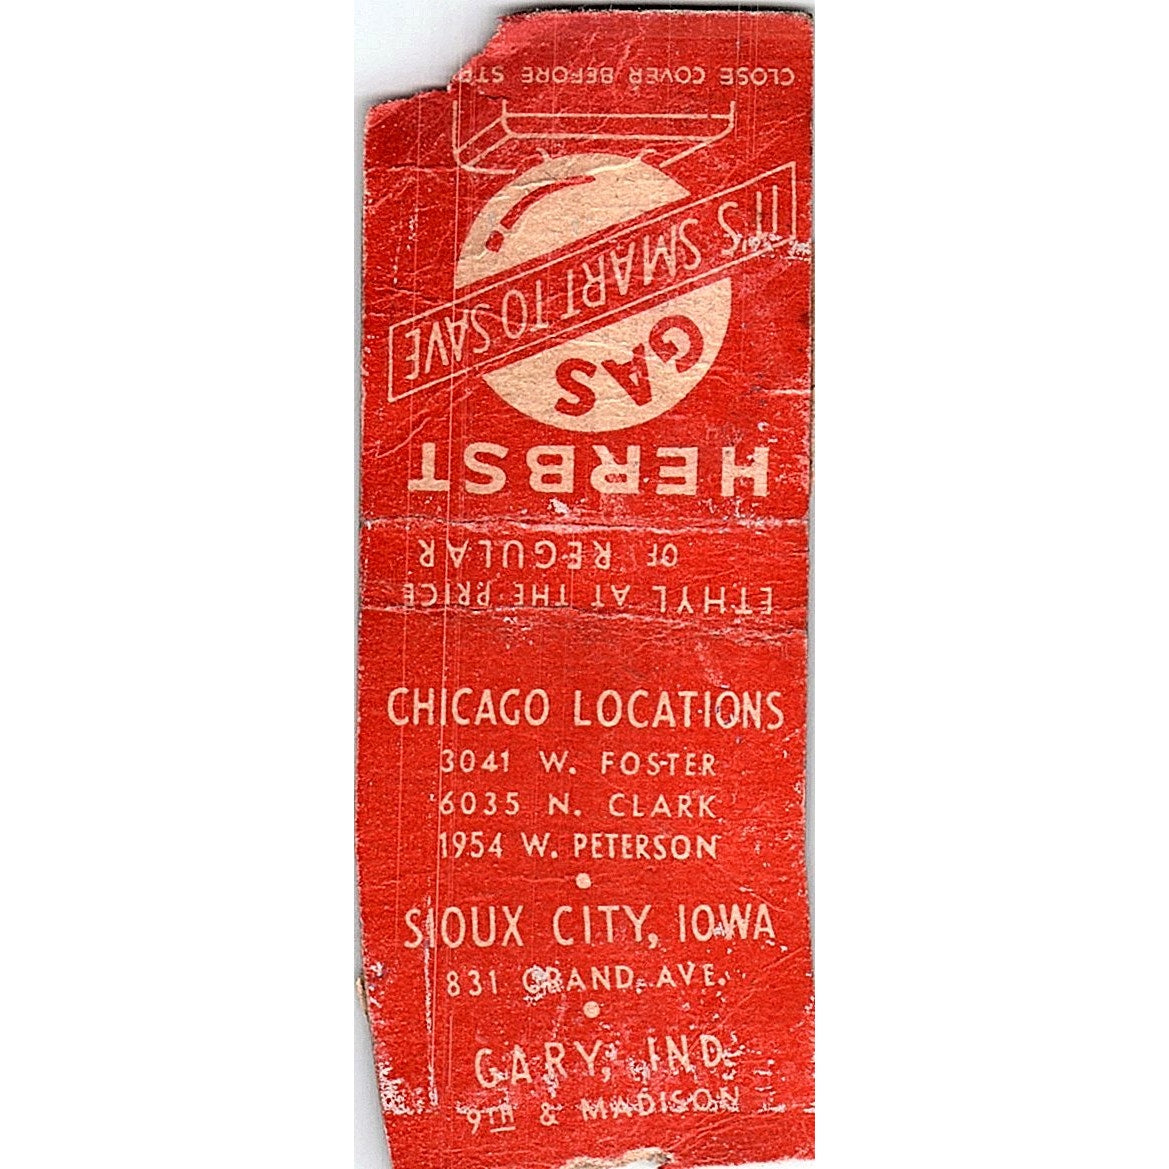 CHICAGO LOCATIONS
3041 W. FOSTER
6035 N. CLARK
1954 W. PETERSON
SIOUX CITY, IOWA
831 GRAND AVE.
GARY, IND.
9TH & MADISON
ETHYL AT THE PRICE
OF REGULAR
HERBST
GAS
IT'S SMART TO SAVE
CLOSE COVER BEFORE